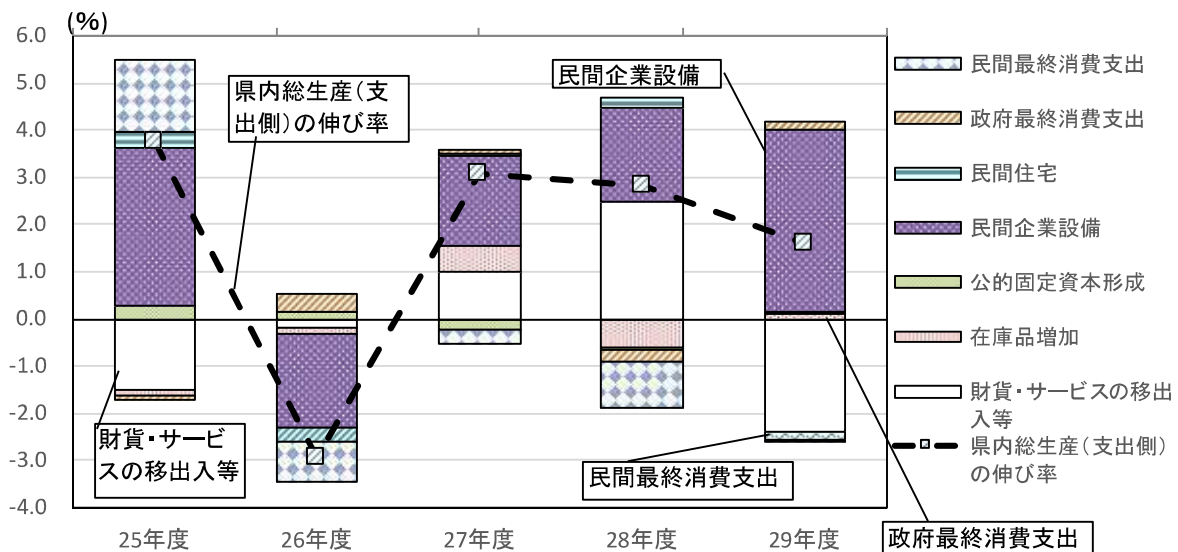 (%)
6.0
5.0
4.0
3.0
2.0
1.0
0.0
-1.0
-2.0
-3.0
-4.0
25年度
26年度
27年度
28年度
29年度
県内総生産(支
出側)の伸び率
民間企業設備
財貨・サービ
スの移出入等
民間最終消費支出
政府最終消費支出
民間最終消費支出
政府最終消費支出
民間住宅
民間企業設備
公的固定資本形成
在庫品増加
財貨・サービスの移出
入等
県内総生産(支出側)
の伸び率